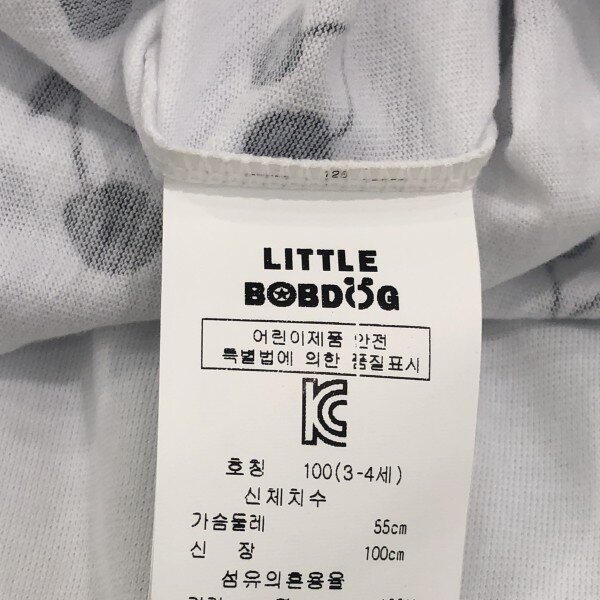 LITTLE
BOBDOG
어린이제품 안전
특별법에 의한 품질표시
KC
호칭 100(3-4세)
신체치수
가슴둘레 55cm
신 장 100cm
섬유의혼용율